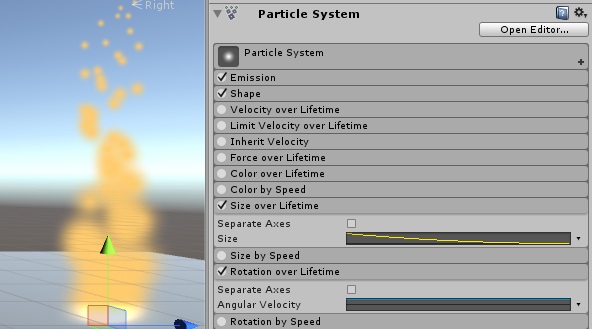 Right
Particle System
Open Editor...
Particle System
Emission
Shape
Velocity over Lifetime
Limit Velocity over Lifetime
Inherit Velocity
Force over Lifetime
Color over Lifetime
Color by Speed
Size over Lifetime
Separate Axes
Size
Size by Speed
Rotation over Lifetime
Separate Axes
Angular Velocity
Rotation by Speed